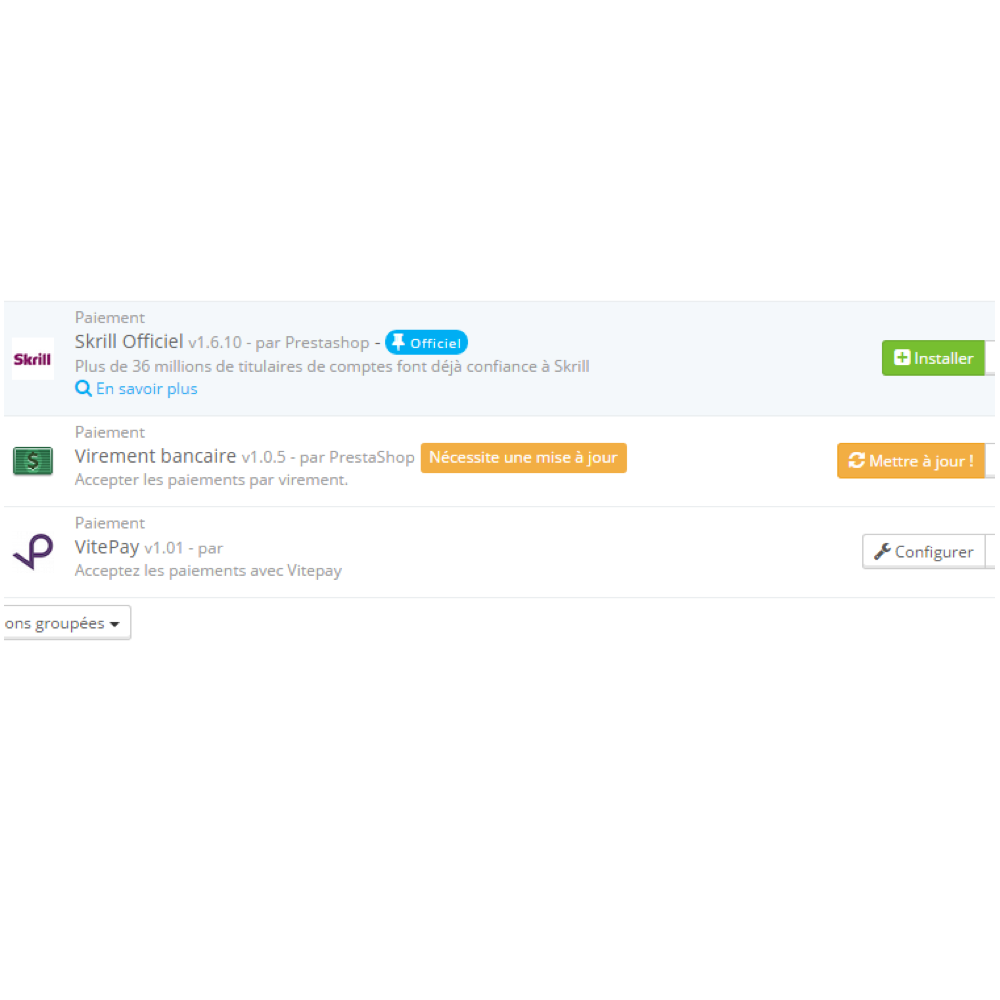 Paiement
Skrill Officiel v1.6.10 - par Prestashop - Officiel
Skrill
Plus de 36 millions de titulaires de comptes font déjà confiance à Skrill
Installer
En savoir plus
Paiement
Virement bancaire v1.0.5 - par PrestaShop Nécessite une mise à jour
$
Mettre à jour !
Accepter les paiements par virement.
Paiement
VitePay v1.01 - par
Configurer
Acceptez les paiements avec Vitepay
ons groupées